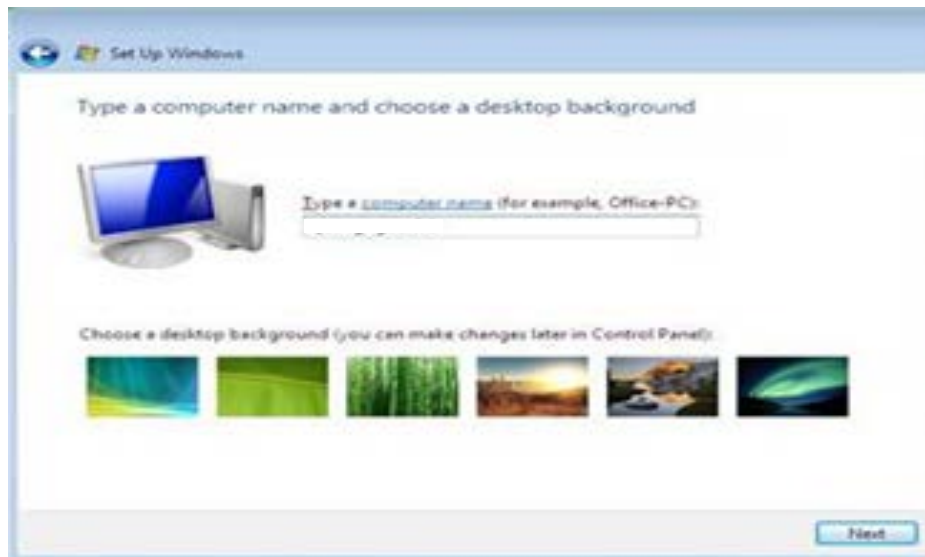 Set Up Windows
Type a computer name and choose a desktop background
Type a computer name (for example, Office-PC):
Choose a desktop background (you can make changes later in Control Panel):
Next